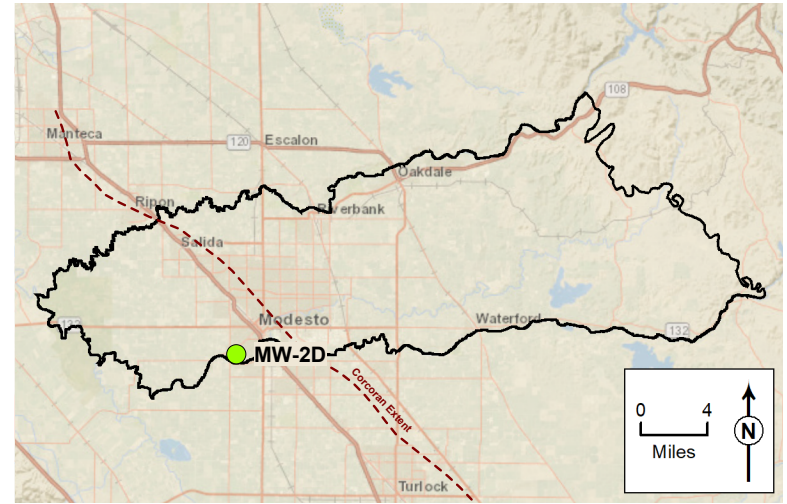 108
Manteca
120
Escalon
Oakdale
Ripon
Riverbank
Salida
132
Modesto
Waterford
132
MW-2D
Corcoran Extent
Turlock
0 4
Miles
N